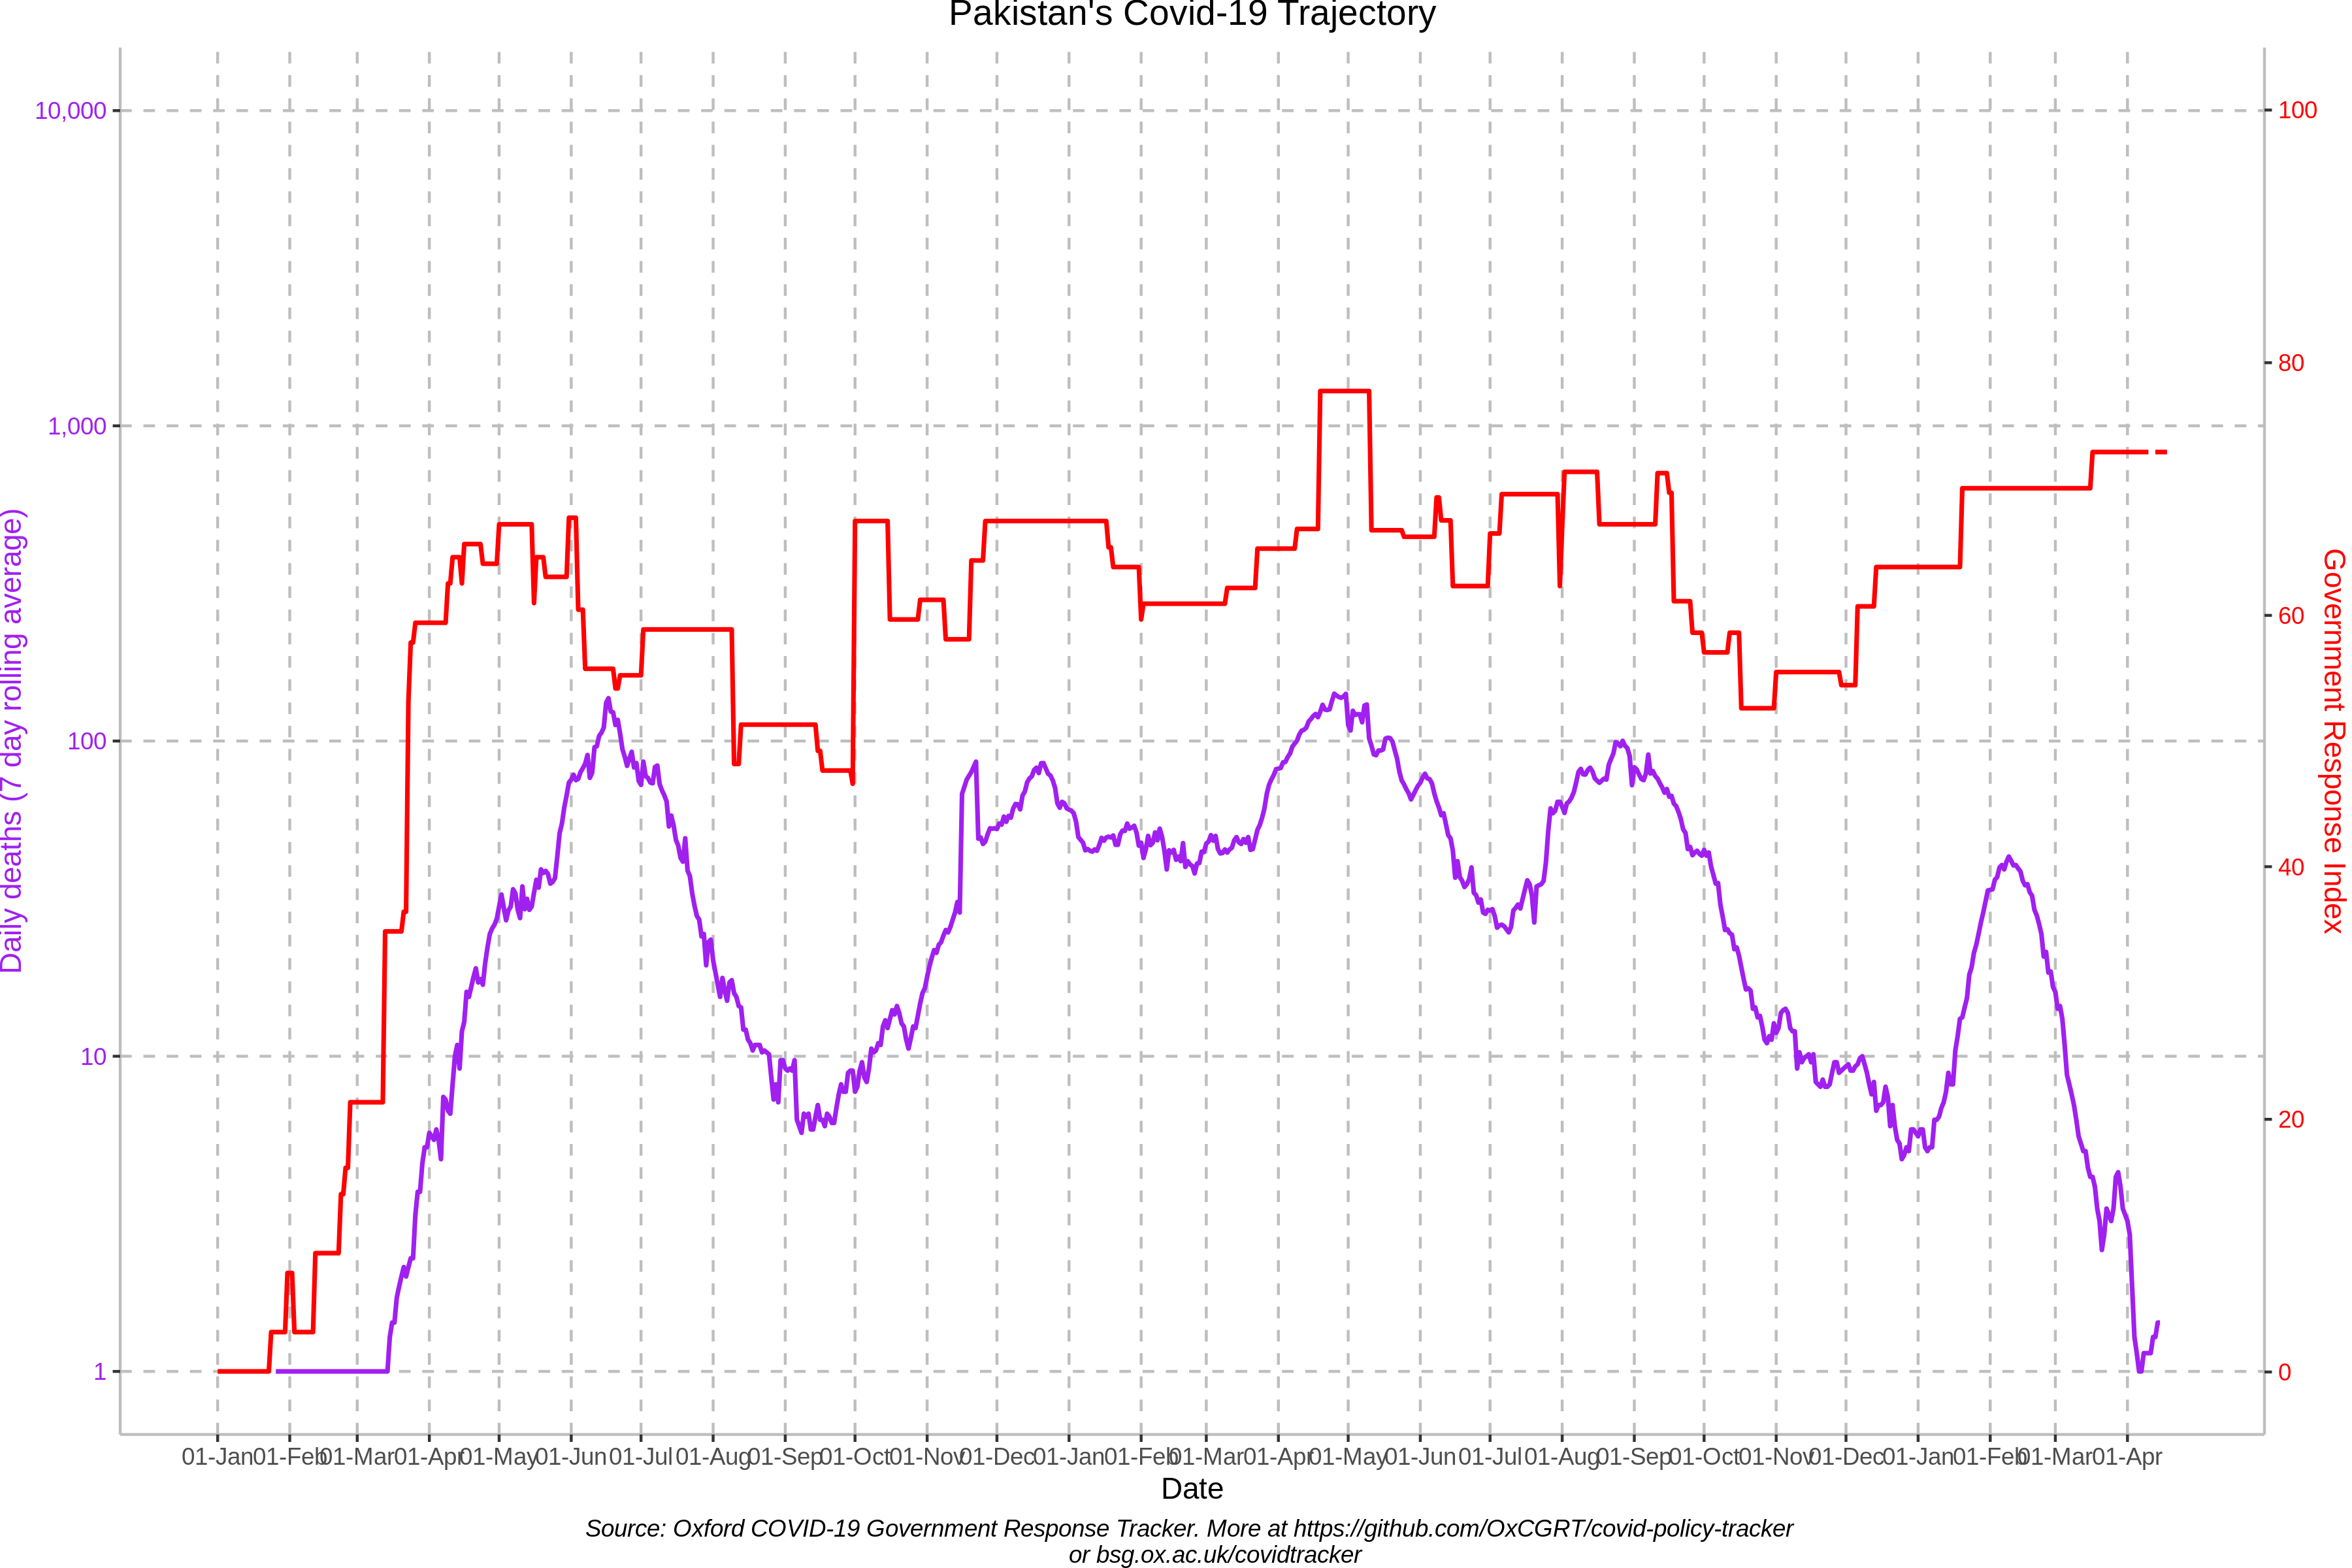 Pakistan's Covid-19 Trajectory
10,000
1,000
100
10
1
Daily deaths (7 day rolling average)
100
80
60
40
20
0
Government Response Index
01-Jan 01-Feb 01-Mar 01-Apr 01-May 01-Jun 01-Jul 01-Aug 01-Sep 01-Oct 01-Nov 01-Dec 01-Jan 01-Feb 01-Mar 01-Apr 01-May 01-Jun 01-Jul 01-Aug 01-Sep 01-Oct 01-Nov 01-Dec 01-Jan 01-Feb 01-Mar 01-Apr
Date
Source: Oxford COVID-19 Government Response Tracker. More at https://github.com/OxCGRT/covid-policy-tracker
or bsg.ox.ac.uk/covidtracker